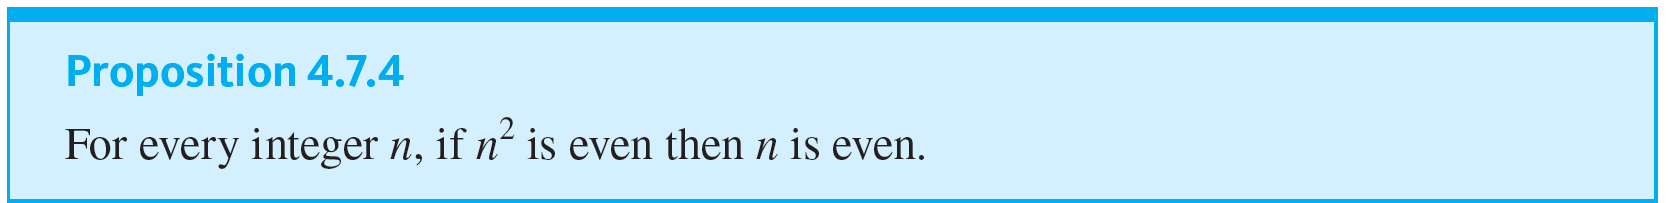 Proposition 4.7.4
For every integer n, if n² is even then n is even.